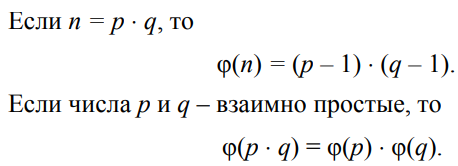 Если n = p · q, то
φ(n) = (p – 1) · (q – 1).
Если числа p и q – взаимно простые, то
φ(p · q) = φ(p) · φ(q).